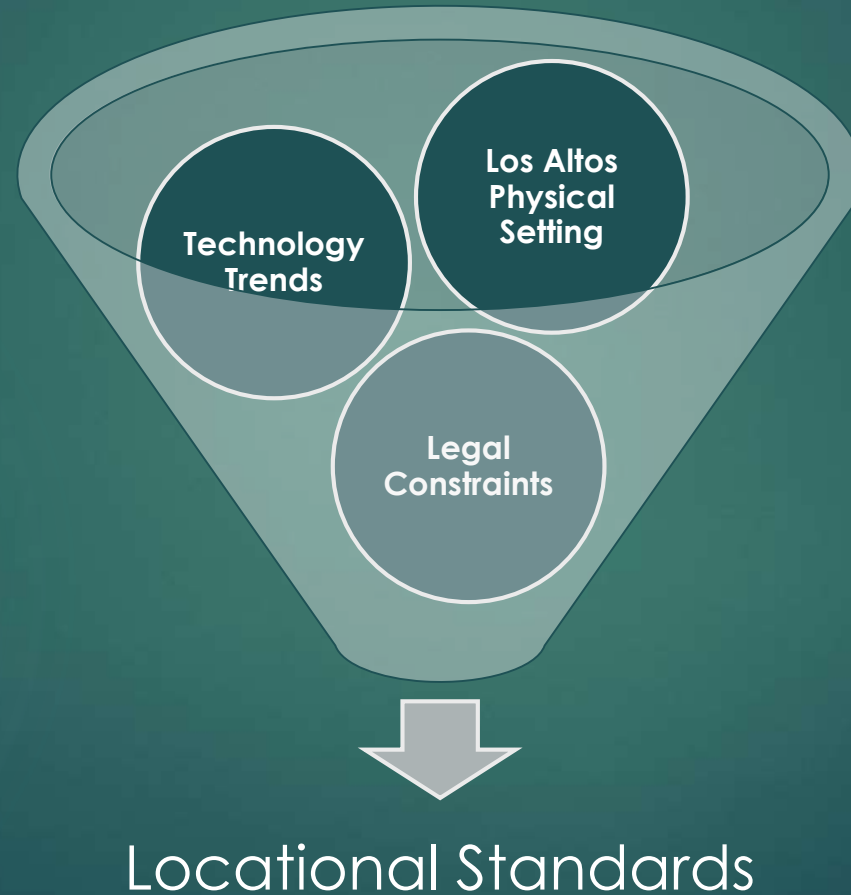 Los Altos
Physical
Setting
Technology
Trends
Legal
Constraints
Locational Standards